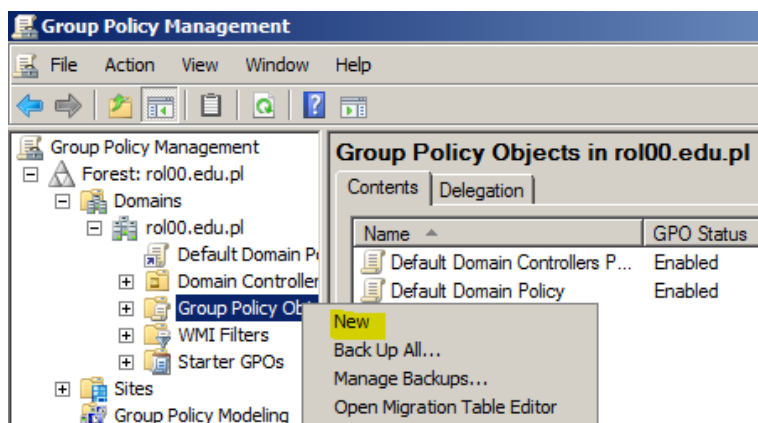 Group Policy Management
File Action View Window Help
Group Policy Management
Forest: rol00.edu.pl
Domains
rol00.edu.pl
Default Domain Po
Domain Controller
Group Policy Ob
WMI Filters
Starter GPOs
Sites
Group Policy Modeling
Group Policy Objects in rol00.edu.pl
Contents Delegation
Name GPO Status
Default Domain Controllers P... Enabled
Default Domain Policy Enabled
New
Back Up All...
Manage Backups...
Open Migration Table Editor